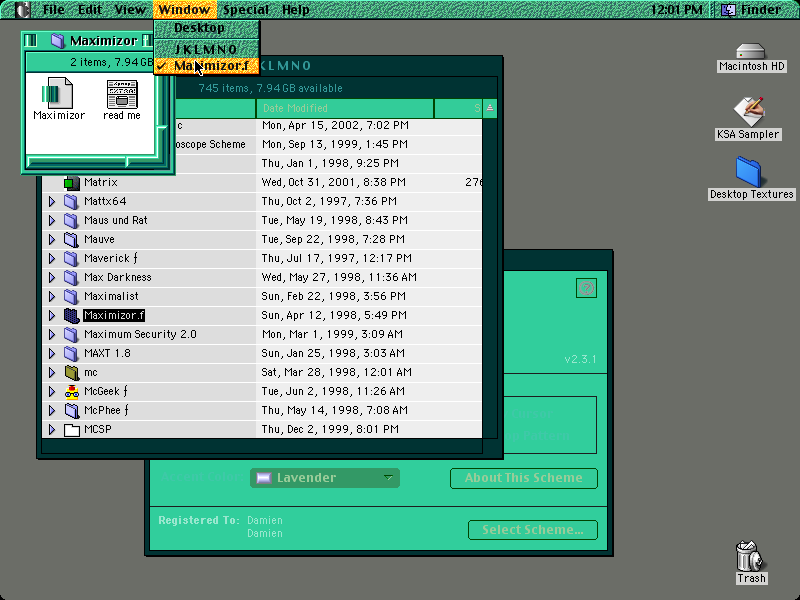 File Edit View Window Special Help 12:01 PM Finder
Desktop
J K L M N O
✓ Maximizor.f
Maximizor
2 items, 7.94 GB
Maximizor
read me
K L M N O
745 items, 7.94 GB available
Date Modified S
c Mon, Apr 15, 2002, 7:02 PM
oscope Scheme Mon, Sep 13, 1999, 1:45 PM
Thu, Jan 1, 1998, 9:25 PM
Matrix Wed, Oct 31, 2001, 8:38 PM 276
Mattx64 Thu, Oct 2, 1997, 7:36 PM
Maus und Rat Tue, May 19, 1998, 8:43 PM
Mauve Tue, Sep 22, 1998, 7:28 PM
Maverick ƒ Thu, Jul 17, 1997, 12:17 PM
Max Darkness Wed, May 27, 1998, 11:36 AM
Maximalist Sun, Feb 22, 1998, 3:56 PM
Maximizor.f Sun, Apr 12, 1998, 5:49 PM
Maximum Security 2.0 Mon, Mar 1, 1999, 3:09 AM
MAXT 1.8 Sun, Jan 25, 1998, 3:03 AM
mc Sat, Mar 28, 1998, 12:01 AM
McGeek ƒ Tue, Jun 2, 1998, 11:26 AM
McPhee ƒ Thu, May 14, 1998, 7:08 AM
MCSP Thu, Dec 2, 1999, 8:01 PM
v2.3.1
Lavender
About This Scheme
Registered To: Damien
Damien
Select Scheme...
Macintosh HD
KSA Sampler
Desktop Textures
Trash